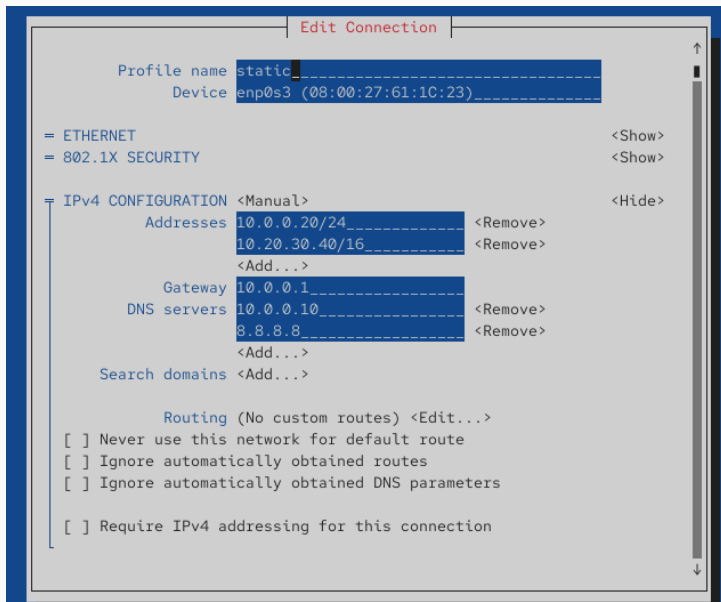 Edit Connection
Profile name static_
Device enp0s3 (08:00:27:61:1C:23)
= ETHERNET <Show>
= 802.1X SECURITY <Show>
IPv4 CONFIGURATION <Manual> <Hide>
Addresses 10.0.0.20/24 <Remove>
10.20.30.40/16 <Remove>
<Add...>
Gateway 10.0.0.1
DNS servers 10.0.0.10 <Remove>
8.8.8.8 <Remove>
<Add...>
Search domains <Add...>
Routing (No custom routes) <Edit...>
[ ] Never use this network for default route
[ ] Ignore automatically obtained routes
[ ] Ignore automatically obtained DNS parameters
[ ] Require IPv4 addressing for this connection